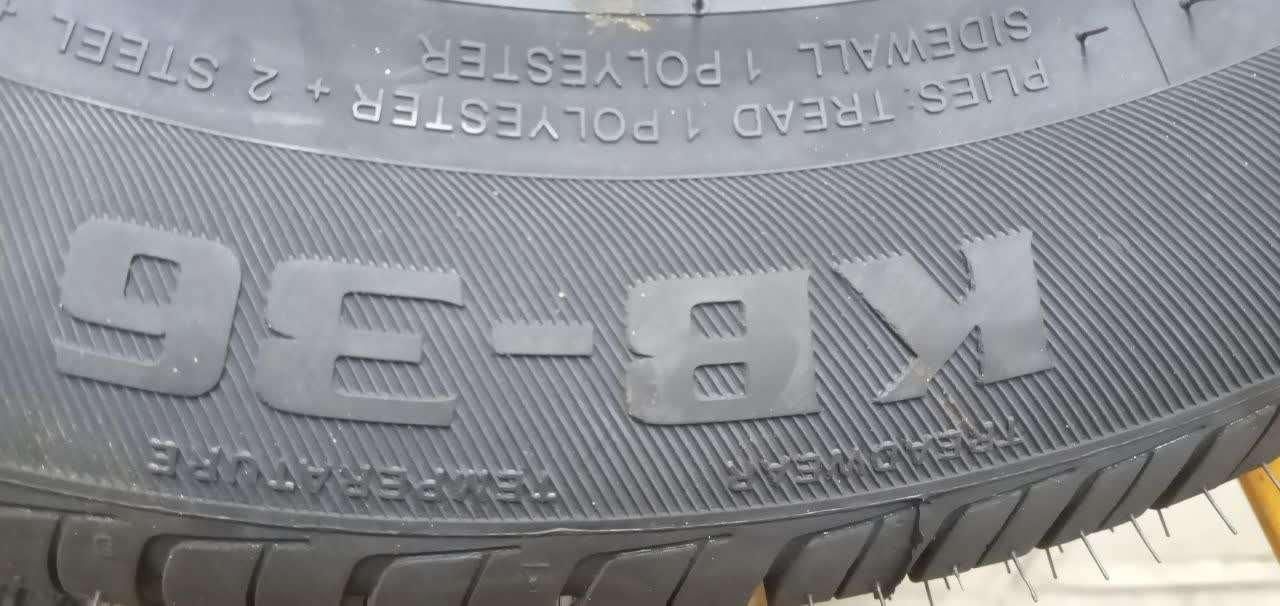 TREADWEAR TEMPERATURE
KB-36
PLIES: TREAD 1 POLYESTER + 2 STEEL +
SIDEWALL 1 POLYESTER